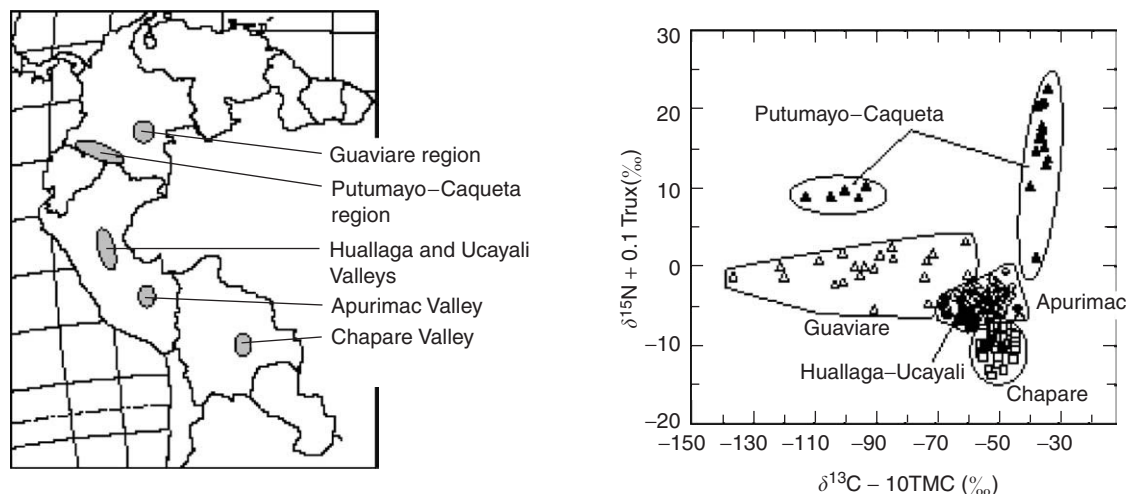 Guaviare region
Putumayo–Caqueta
region
Huallaga and Ucayali
Valleys
Apurimac Valley
Chapare Valley
30
20
10
0
−10
−20
δ15N + 0.1 Trux(‰)
Putumayo–Caqueta
Guaviare
Apurimac
Huallaga–Ucayali
Chapare
−150 −130 −110 −90 −70 −50 −30
δ13C − 10TMC (‰)